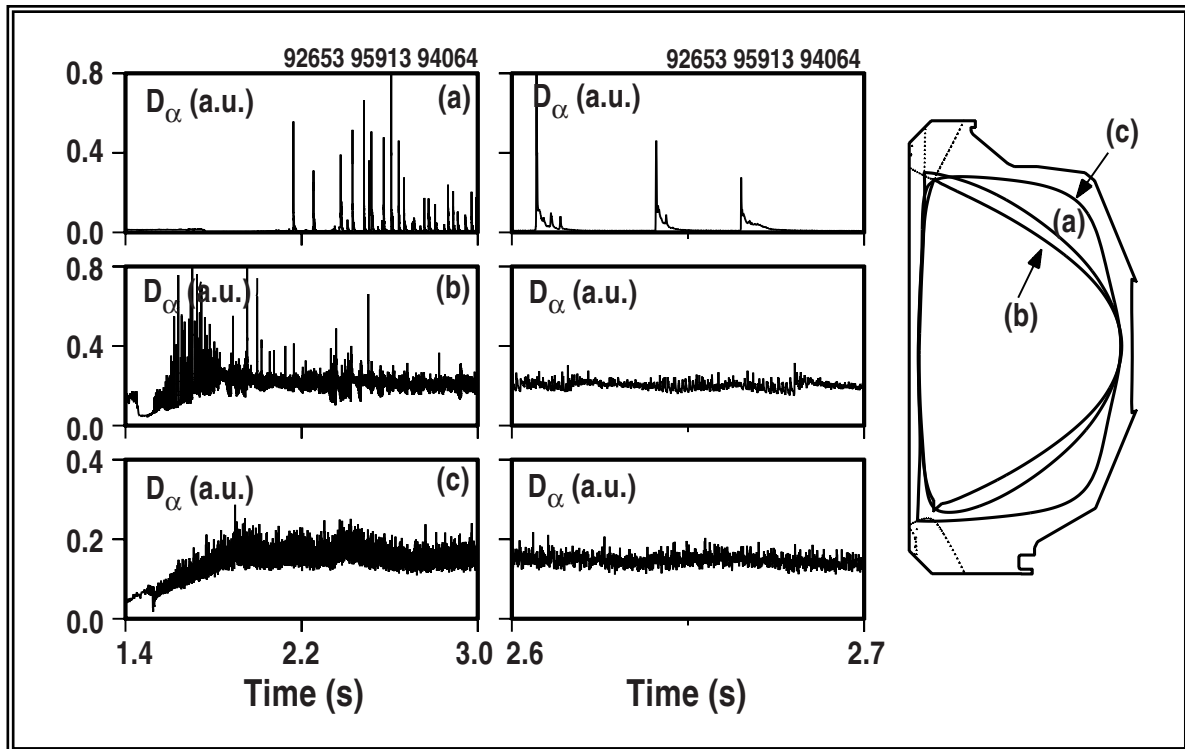 92653 95913 94064
92653 95913 94064
0.8
0.4
0.0
Dα (a.u.)
(a)
Dα (a.u.)
0.8
0.4
0.0
Dα (a.u.)
(b)
Dα (a.u.)
0.4
0.2
0.0
Dα (a.u.)
(c)
Dα (a.u.)
1.4 2.2 3.0
2.6 2.7
Time (s)
Time (s)
(c)
(a)
(b)